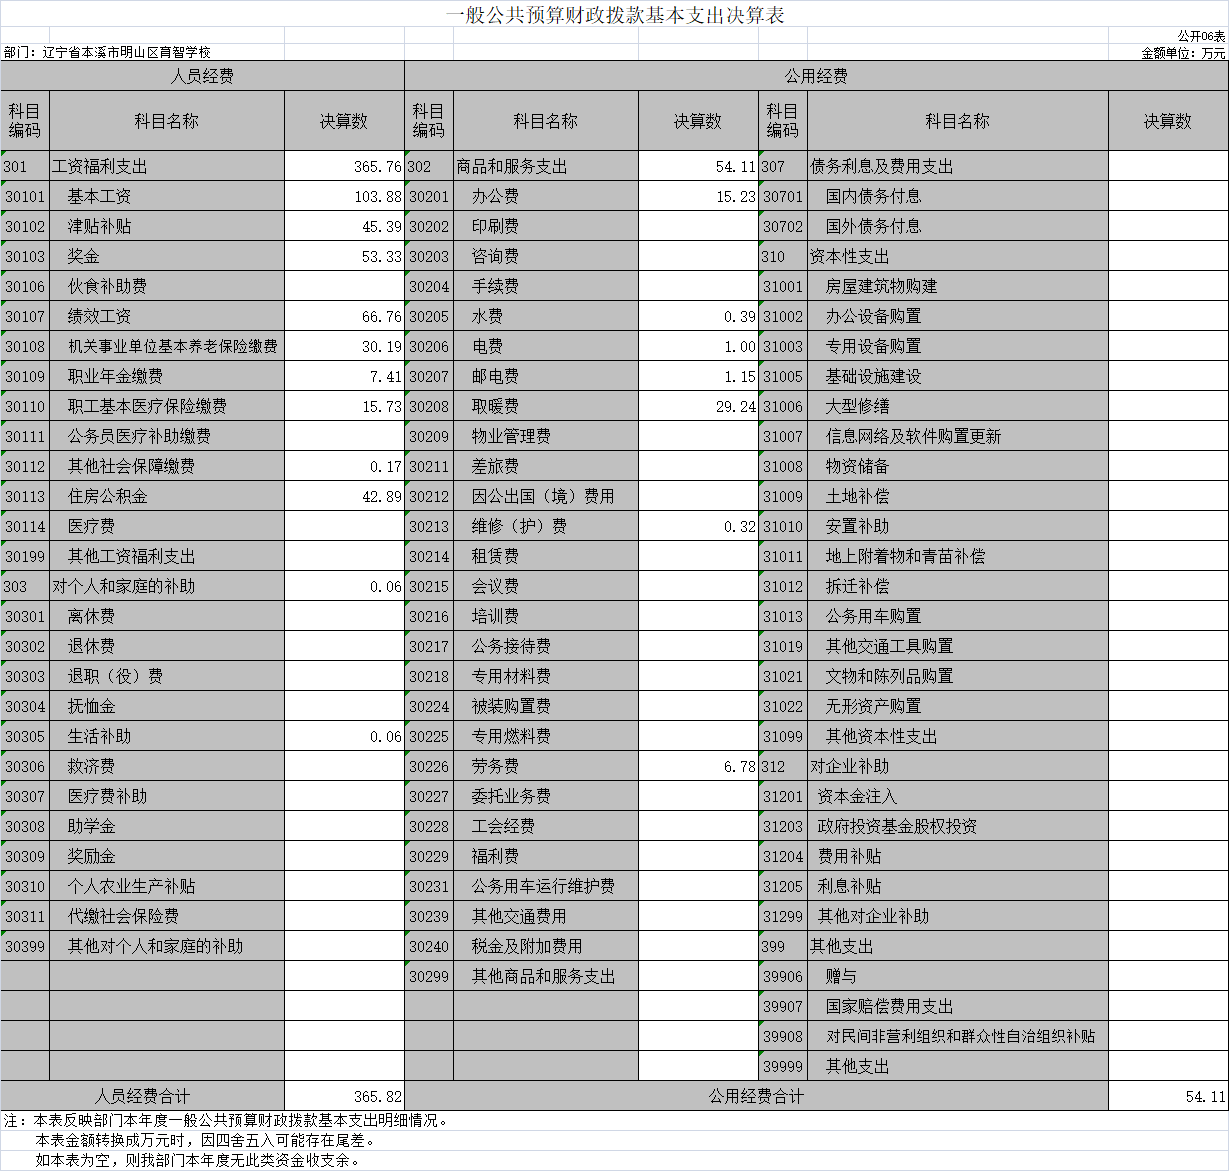 一般公共预算财政拨款基本支出决算表
公开06表
部门：辽宁省本溪市明山区育智学校 金额单位：万元
人员经费 公用经费
科目编码 科目名称 决算数 科目编码 科目名称 决算数 科目编码 科目名称 决算数
301 工资福利支出 365.76 302 商品和服务支出 54.11 307 债务利息及费用支出
30101 基本工资 103.88 30201 办公费 15.23 30701 国内债务付息
30102 津贴补贴 45.39 30202 印刷费 30702 国外债务付息
30103 奖金 53.33 30203 咨询费 310 资本性支出
30106 伙食补助费 30204 手续费 31001 房屋建筑物购建
30107 绩效工资 66.76 30205 水费 0.39 31002 办公设备购置
30108 机关事业单位基本养老保险缴费 30.19 30206 电费 1.00 31003 专用设备购置
30109 职业年金缴费 7.41 30207 邮电费 1.15 31005 基础设施建设
30110 职工基本医疗保险缴费 15.73 30208 取暖费 29.24 31006 大型修缮
30111 公务员医疗补助缴费 30209 物业管理费 31007 信息网络及软件购置更新
30112 其他社会保障缴费 0.17 30211 差旅费 31008 物资储备
30113 住房公积金 42.89 30212 因公出国（境）费用 31009 土地补偿
30114 医疗费 30213 维修（护）费 0.32 31010 安置补助
30199 其他工资福利支出 30214 租赁费 31011 地上附着物和青苗补偿
303 对个人和家庭的补助 0.06 30215 会议费 31012 拆迁补偿
30301 离休费 30216 培训费 31013 公务用车购置
30302 退休费 30217 公务接待费 31019 其他交通工具购置
30303 退职（役）费 30218 专用材料费 31021 文物和陈列品购置
30304 抚恤金 30224 被装购置费 31022 无形资产购置
30305 生活补助 0.06 30225 专用燃料费 31099 其他资本性支出
30306 救济费 30226 劳务费 6.78 312 对企业补助
30307 医疗费补助 30227 委托业务费 31201 资本金注入
30308 助学金 30228 工会经费 31203 政府投资基金股权投资
30309 奖励金 30229 福利费 31204 费用补贴
30310 个人农业生产补贴 30231 公务用车运行维护费 31205 利息补贴
30311 代缴社会保险费 30239 其他交通费用 31299 其他对企业补助
30399 其他对个人和家庭的补助 30240 税金及附加费用 399 其他支出
30299 其他商品和服务支出 39906 赠与
39907 国家赔偿费用支出
39908 对民间非营利组织和群众性自治组织补贴
39999 其他支出
人员经费合计 365.82 公用经费合计 54.11
注：本表反映部门本年度一般公共预算财政拨款基本支出明细情况。
本表金额转换成万元时，因四舍五入可能存在尾差。
如本表为空，则我部门本年度无此类资金收支余。